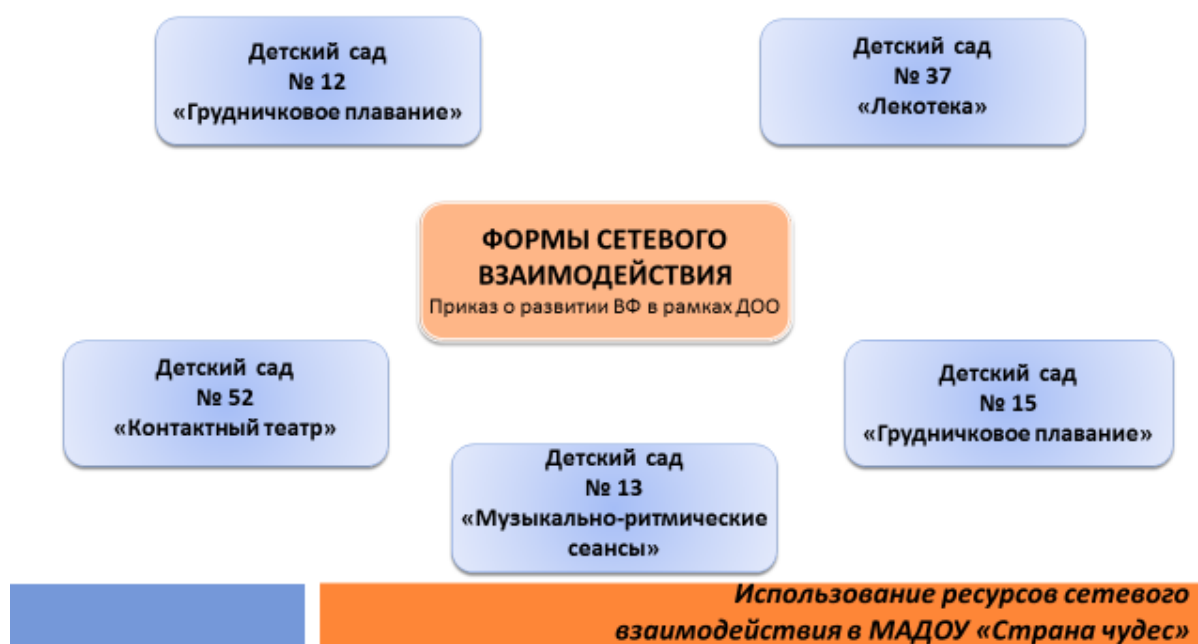 Детский сад
№ 12
«Грудничковое плавание»
Детский сад
№ 37
«Лекотека»
ФОРМЫ СЕТЕВОГО
ВЗАИМОДЕЙСТВИЯ
Приказ о развитии ВФ в рамках ДОО
Детский сад
№ 52
«Контактный театр»
Детский сад
№ 15
«Грудничковое плавание»
Детский сад
№ 13
«Музыкально-ритмические
сеансы»
Использование ресурсов сетевого
взаимодействия в МАДОУ «Страна чудес»